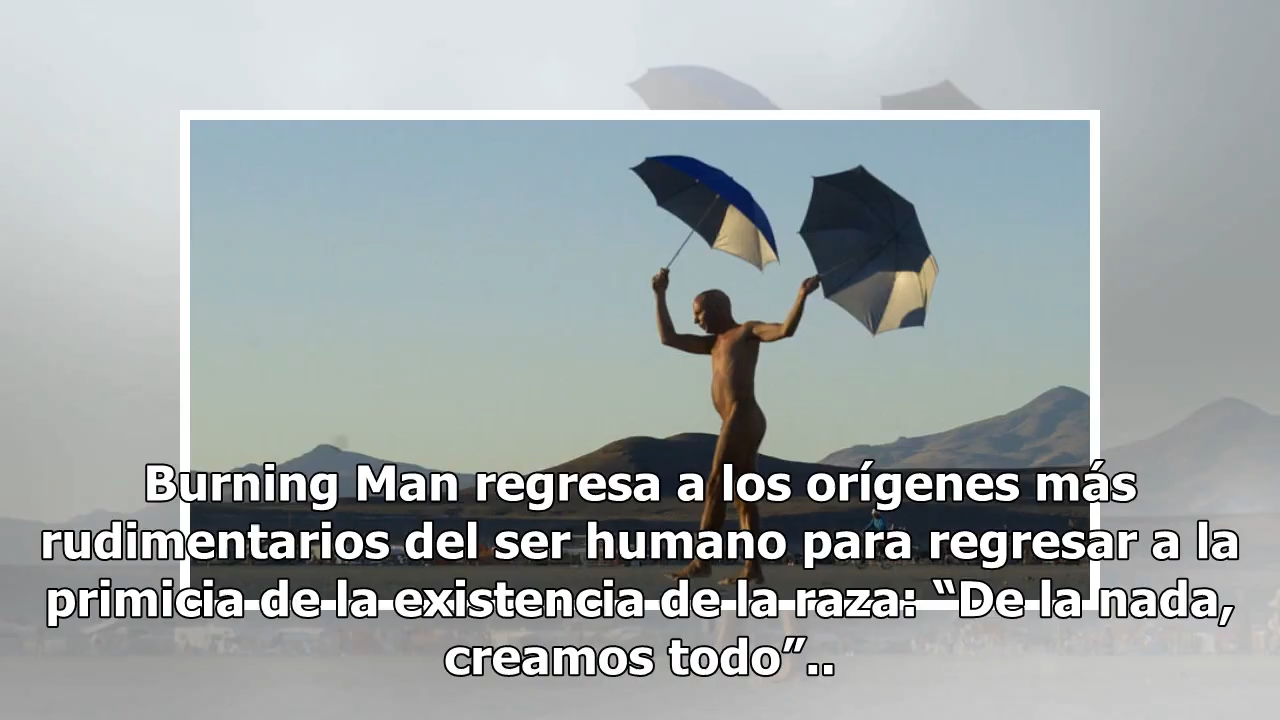 Burning Man regresa a los orígenes más
rudimentarios del ser humano para regresar a la
primicia de la existencia de la raza: “De la nada,
creamos todo”..